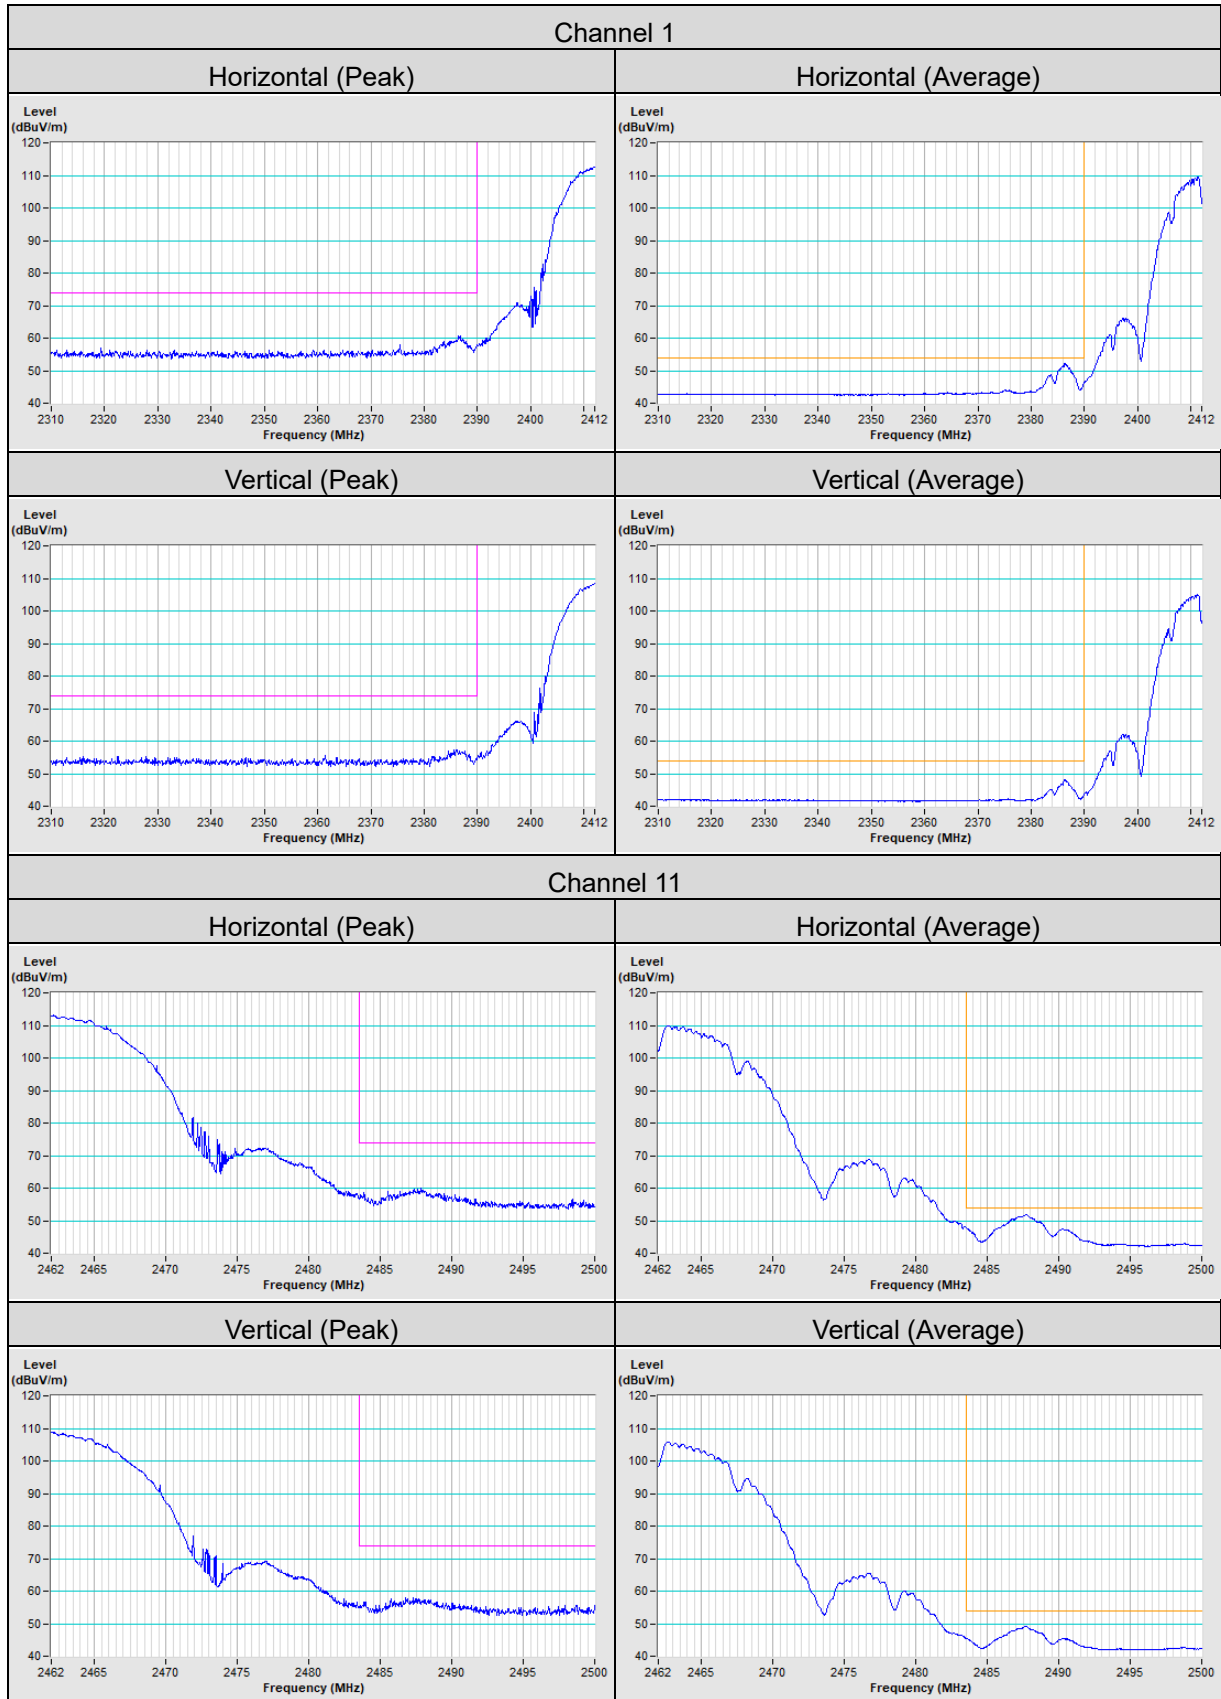 Channel 1
Horizontal (Peak)
Horizontal (Average)
Level
(dBuV/m)
120
110
100
90
80
70
60
50
40
2310 2320 2330 2340 2350 2360 2370 2380 2390 2400 2412
Frequency (MHz)
Level
(dBuV/m)
120
110
100
90
80
70
60
50
40
2310 2320 2330 2340 2350 2360 2370 2380 2390 2400 2412
Frequency (MHz)
Vertical (Peak)
Vertical (Average)
Level
(dBuV/m)
120
110
100
90
80
70
60
50
40
2310 2320 2330 2340 2350 2360 2370 2380 2390 2400 2412
Frequency (MHz)
Level
(dBuV/m)
120
110
100
90
80
70
60
50
40
2310 2320 2330 2340 2350 2360 2370 2380 2390 2400 2412
Frequency (MHz)
Channel 11
Horizontal (Peak)
Horizontal (Average)
Level
(dBuV/m)
120
110
100
90
80
70
60
50
40
2462 2465 2470 2475 2480 2485 2490 2495 2500
Frequency (MHz)
Level
(dBuV/m)
120
110
100
90
80
70
60
50
40
2462 2465 2470 2475 2480 2485 2490 2495 2500
Frequency (MHz)
Vertical (Peak)
Vertical (Average)
Level
(dBuV/m)
120
110
100
90
80
70
60
50
40
2462 2465 2470 2475 2480 2485 2490 2495 2500
Frequency (MHz)
Level
(dBuV/m)
120
110
100
90
80
70
60
50
40
2462 2465 2470 2475 2480 2485 2490 2495 2500
Frequency (MHz)